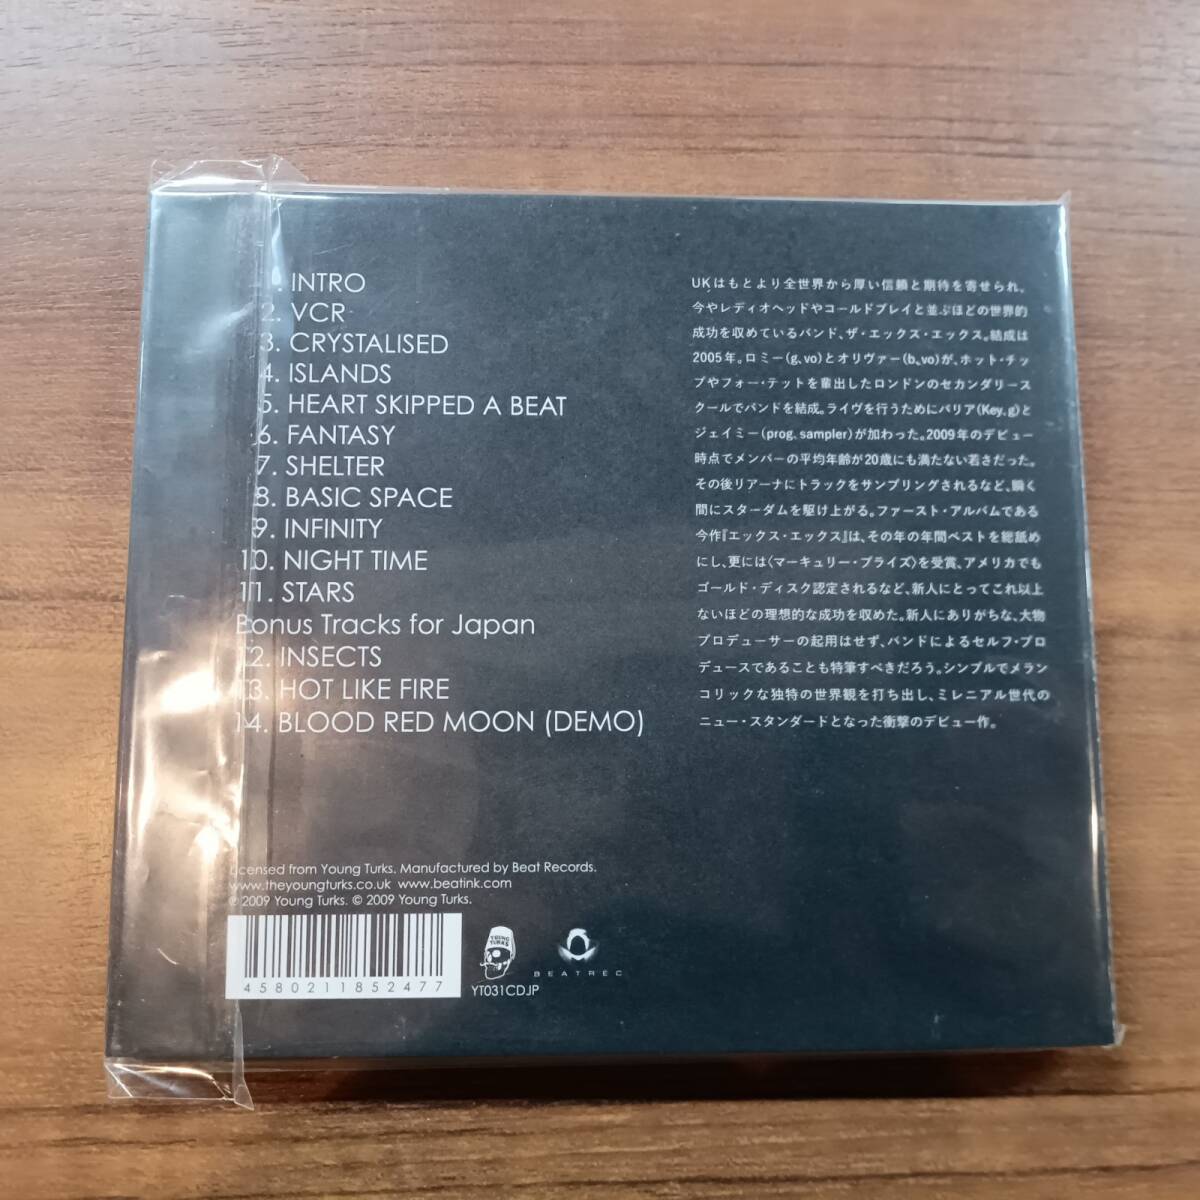 1. INTRO
2. VCR
3. CRYSTALISED
4. ISLANDS
5. HEART SKIPPED A BEAT
6. FANTASY
7. SHELTER
8. BASIC SPACE
9. INFINITY
10. NIGHT TIME
11. STARS
Bonus Tracks for Japan
12. INSECTS
13. HOT LIKE FIRE
14. BLOOD RED MOON (DEMO)
UKはもとより全世界から厚い信頼と期待を寄せられ、
今やレディオヘッドやコールドプレイと並ぶほどの世界的
成功を収めているバンド、ザ・エックス・エックス。結成は
2005年。ロミー(g,vo)とオリヴァー(b,vo)が、ホット・チッ
プやフォー・テットを輩出したロンドンのセカンダリース
クールでバンドを結成。ライヴを行うためにバリア(Key,g)と
ジェイミー(prog,sampler)が加わった。2009年のデビュー
時点でメンバーの平均年齢が20歳にも満たない若さだった。
その後リアーナにトラックをサンプリングされるなど、瞬く
間にスターダムを駆け上がる。ファースト・アルバムである
今作『エックス・エックス』は、その年の年間ベストを総舐め
にし、更には〈マーキュリー・プライズ〉を受賞、アメリカでも
ゴールド・ディスク認定されるなど、新人にとってこれ以上
ないほどの理想的な成功を収めた。新人にありがちな、大物
プロデューサーの起用はせず、バンドによるセルフ・プロ
デュースであることも特筆すべきだろう。シンプルでメラン
コリックな独特の世界観を打ち出し、ミレニアル世代の
ニュー・スタンダードとなった衝撃のデビュー作。
Licensed from Young Turks. Manufactured by Beat Records.
www.theyoungturks.co.uk www.beatink.com
℗ 2009 Young Turks. © 2009 Young Turks.
4580211852477
YOUNG
TURKS
YT031CDJP
BEATREC